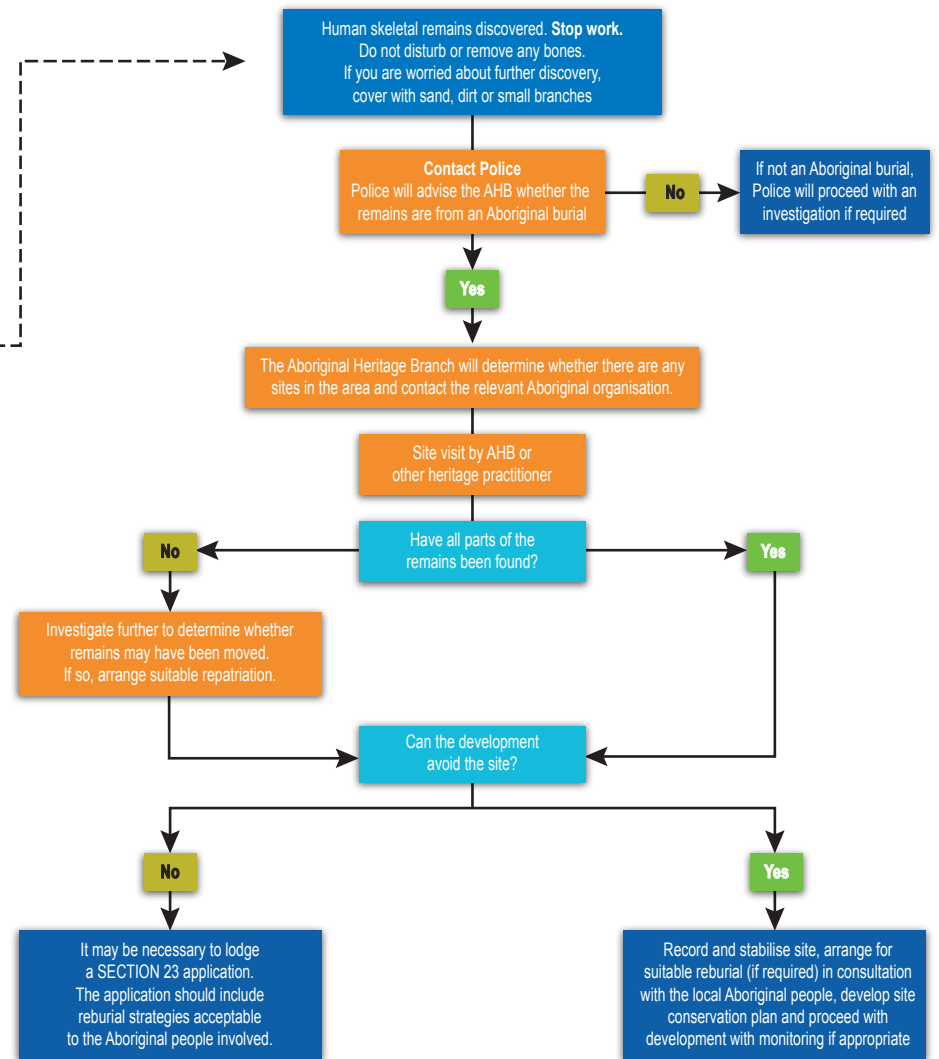 Human skeletal remains discovered. Stop work.
Do not disturb or remove any bones.
If you are worried about further discovery,
cover with sand, dirt or small branches
Contact Police
Police will advise the AHB whether the
remains are from an Aboriginal burial
No
If not an Aboriginal burial,
Police will proceed with an
investigation if required
Yes
The Aboriginal Heritage Branch will determine whether there are any
sites in the area and contact the relevant Aboriginal organisation.
Site visit by AHB or
other heritage practitioner
Have all parts of the
remains been found?
No
Yes
Investigate further to determine whether
remains may have been moved.
If so, arrange suitable repatriation.
Can the development
avoid the site?
No
Yes
It may be necessary to lodge
a SECTION 23 application.
The application should include
reburial strategies acceptable
to the Aboriginal people involved.
Record and stabilise site, arrange for
suitable reburial (if required) in consultation
with the local Aboriginal people, develop site
conservation plan and proceed with
development with monitoring if appropriate